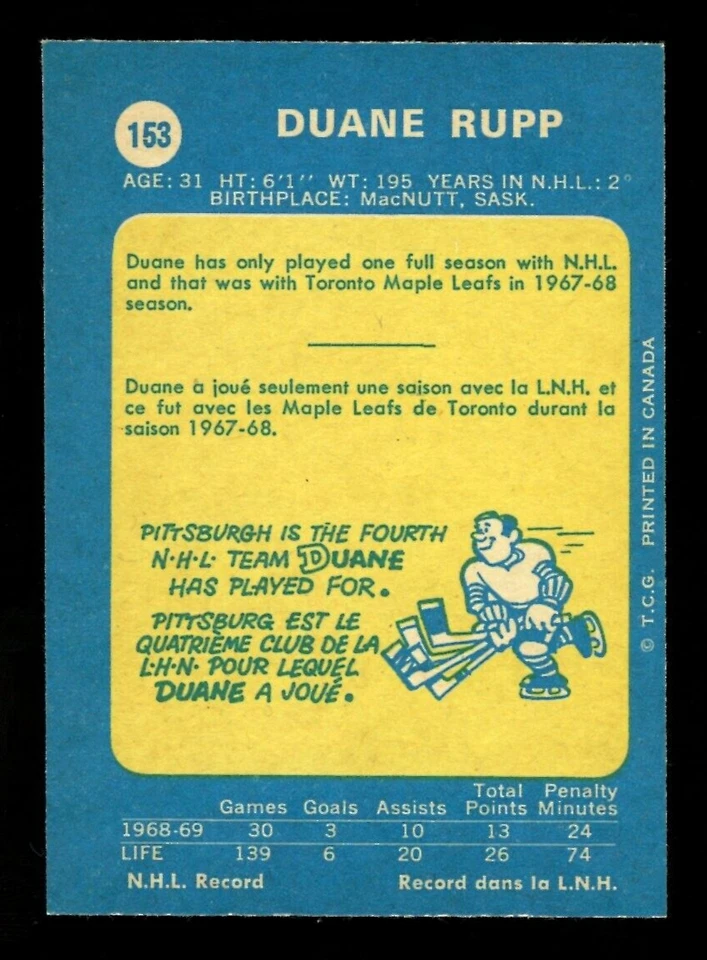 153
DUANE RUPP
AGE: 31 HT: 6'1'' WT: 195 YEARS IN N.H.L.: 2
BIRTHPLACE: MacNUTT, SASK.
Duane has only played one full season with N.H.L.
and that was with Toronto Maple Leafs in 1967-68
season.
Duane a joué seulement une saison avec la L.N.H. et
ce fut avec les Maple Leafs de Toronto durant la
saison 1967-68.
PITTSBURGH IS THE FOURTH
N·H·L· TEAM DUANE
HAS PLAYED FOR.
PITTSBURG EST LE
QUATRIÈME CLUB DE LA
L·H·N· POUR LEQUEL
DUANE A JOUÉ.
© T.C.G. PRINTED IN CANADA
Total Penalty
Games Goals Assists Points Minutes
1968-69 30 3 10 13 24
LIFE 139 6 20 26 74
N.H.L. Record Record dans la L.N.H.